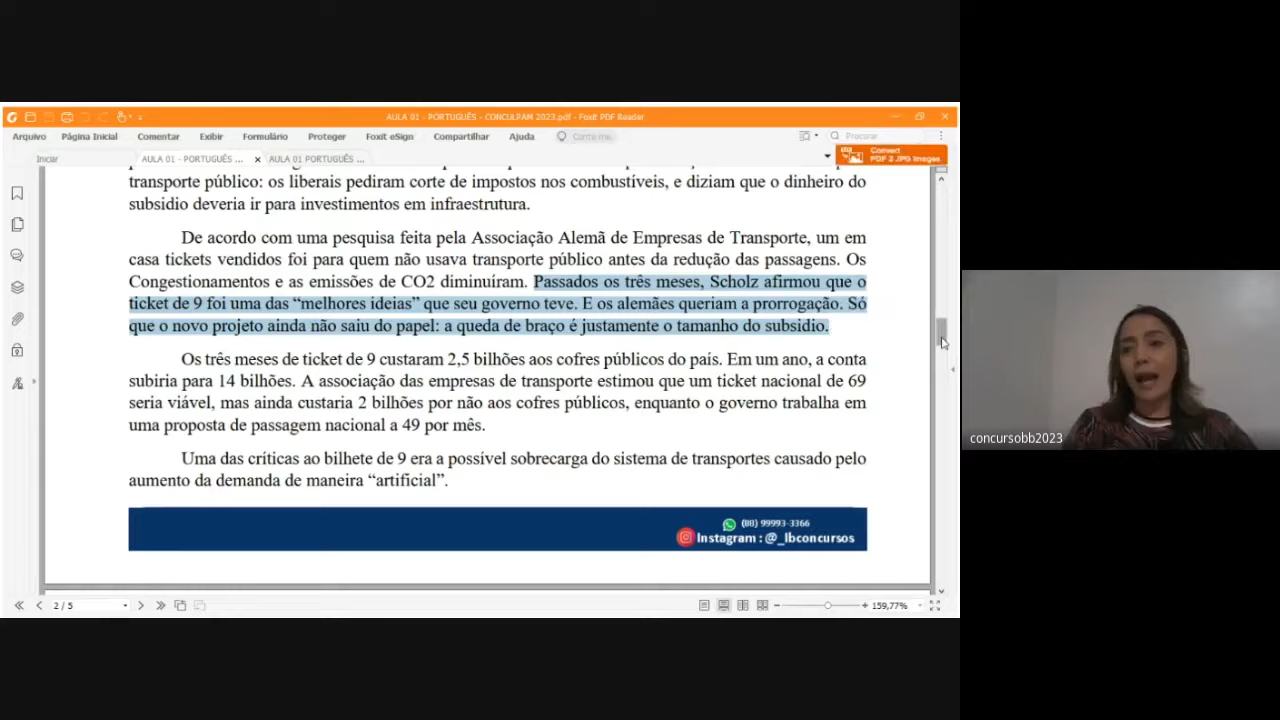 AULA 01 - PORTUGUÊS - CONCULPAM 2023.pdf - Foxit PDF Reader
Arquivo Página Inicial Comentar Exibir Formulário Proteger Foxit eSign Compartilhar Ajuda Conte me Procurar
Iniciar AULA 01 - PORTUGUÊS ... AULA 01 PORTUGUÊS ... Convert
PDF 2 JPG Images
transporte público: os liberais pediram corte de impostos nos combustíveis, e diziam que o dinheiro do
subsidio deveria ir para investimentos em infraestrutura.
De acordo com uma pesquisa feita pela Associação Alemã de Empresas de Transporte, um em
casa tickets vendidos foi para quem não usava transporte público antes da redução das passagens. Os
Congestionamentos e as emissões de CO2 diminuíram. Passados os três meses, Scholz afirmou que o
ticket de 9 foi uma das “melhores ideias” que seu governo teve. E os alemães queriam a prorrogação. Só
que o novo projeto ainda não saiu do papel: a queda de braço é justamente o tamanho do subsidio.
Os três meses de ticket de 9 custaram 2,5 bilhões aos cofres públicos do país. Em um ano, a conta
subiria para 14 bilhões. A associação das empresas de transporte estimou que um ticket nacional de 69
seria viável, mas ainda custaria 2 bilhões por não aos cofres públicos, enquanto o governo trabalha em
uma proposta de passagem nacional a 49 por mês.
Uma das críticas ao bilhete de 9 era a possível sobrecarga do sistema de transportes causado pelo
aumento da demanda de maneira “artificial”.
(88) 99993-3366
Instagram : @_lbconcursos
2 / 5 159,77%
concursobb2023